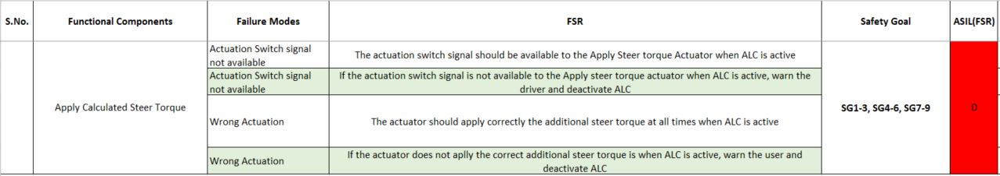 S.No. Functional Components Failure Modes FSR Safety Goal ASIL(FSR)
Actuation Switch signal
not available
The actuation switch signal should be available to the Apply Steer torque Actuator when ALC is active
Actuation Switch signal
not available
If the actuation switch signal is not available to the Apply steer torque actuator when ALC is active, warn the
driver and deactivate ALC
Apply Calculated Steer Torque
SG1-3, SG4-6, SG7-9
D
Wrong Actuation
The actuator should apply correctly the additional steer torque at all times when ALC is active
Wrong Actuation
If the actuator does not aplly the correct additional steer torque is when ALC is active, warn the user and
deactivate ALC